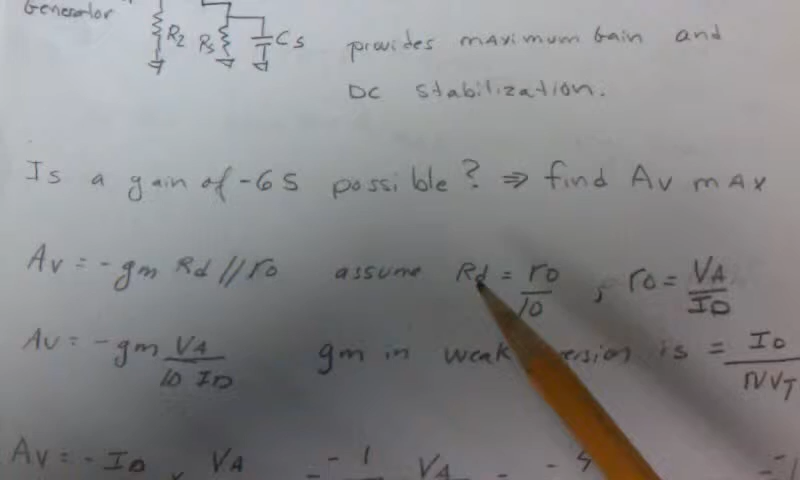 Generator R2 Rs Cs provides maximum Gain and
DC stabilization.
Is a gain of -65 possible? ⇒ find Av max
Av = -gm Rd//ro assume Rd = ro/10 , ro = VA/ID
Av = -gm VA/10 ID gm in weak is = ID/NVT
Av = -ID VA = -1 VA